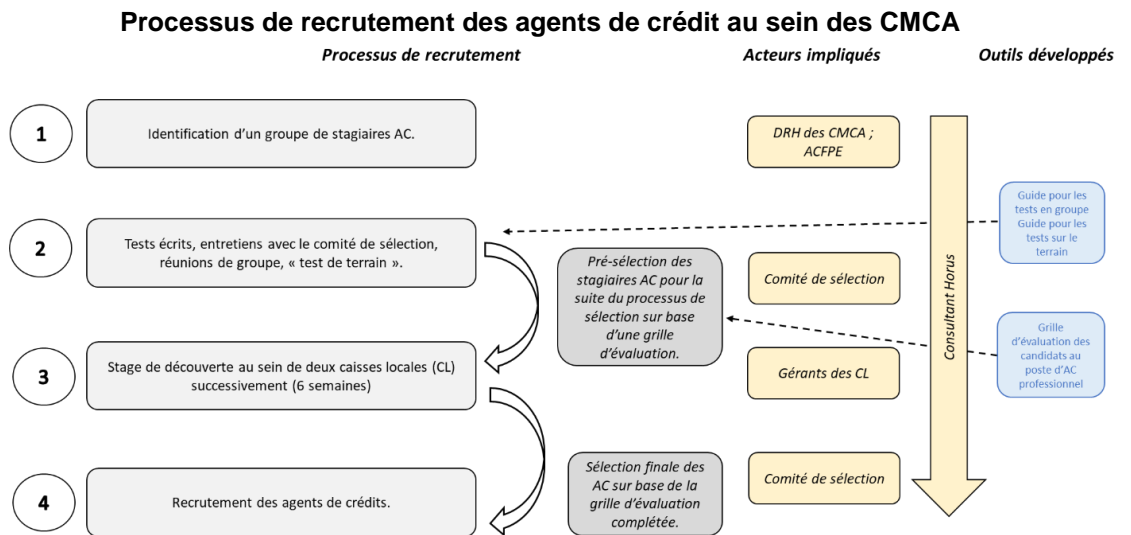 Processus de recrutement des agents de crédit au sein des CMCA
Processus de recrutement
Acteurs impliqués
Outils développés
1
Identification d'un groupe de stagiaires AC.
DRH des CMCA ;
ACFPE
2
Tests écrits, entretiens avec le comité de sélection,
réunions de groupe, « test de terrain ».
Guide pour les
tests en groupe
Guide pour les
tests sur le
terrain
Pré-sélection des
stagiaires AC pour la
suite du processus de
sélection sur base
d'une grille
d'évaluation.
Comité de sélection
Consultant Horus
3
Stage de découverte au sein de deux caisses locales (CL)
successivement (6 semaines)
Gérants des CL
Grille
d'évaluation des
candidats au
poste d'AC
professionnel
4
Recrutement des agents de crédits.
Sélection finale des
AC sur base de la
grille d'évaluation
complétée.
Comité de sélection